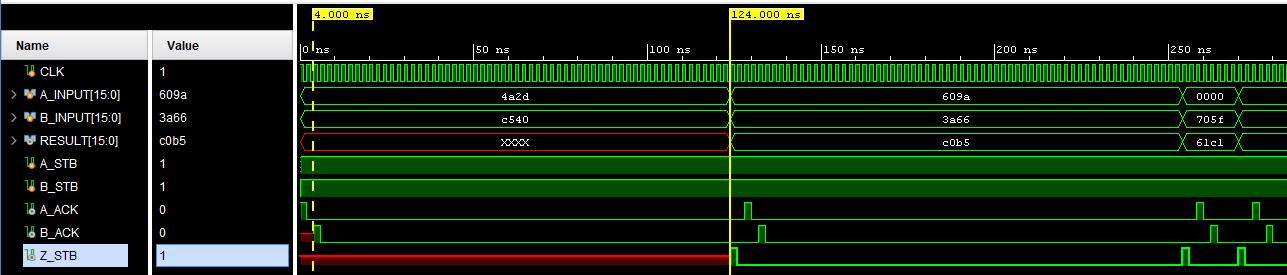 4.000 ns 124.000 ns
Name Value 0 ns 50 ns 100 ns 150 ns 200 ns 250 ns
CLK 1
A_INPUT[15:0] 609a 4a2d 609a 0000
B_INPUT[15:0] 3a66 c540 3a66 705f
RESULT[15:0] c0b5 XXXX c0b5 61c1
A_STB 1
B_STB 1
A_ACK 0
B_ACK 0
Z_STB 1